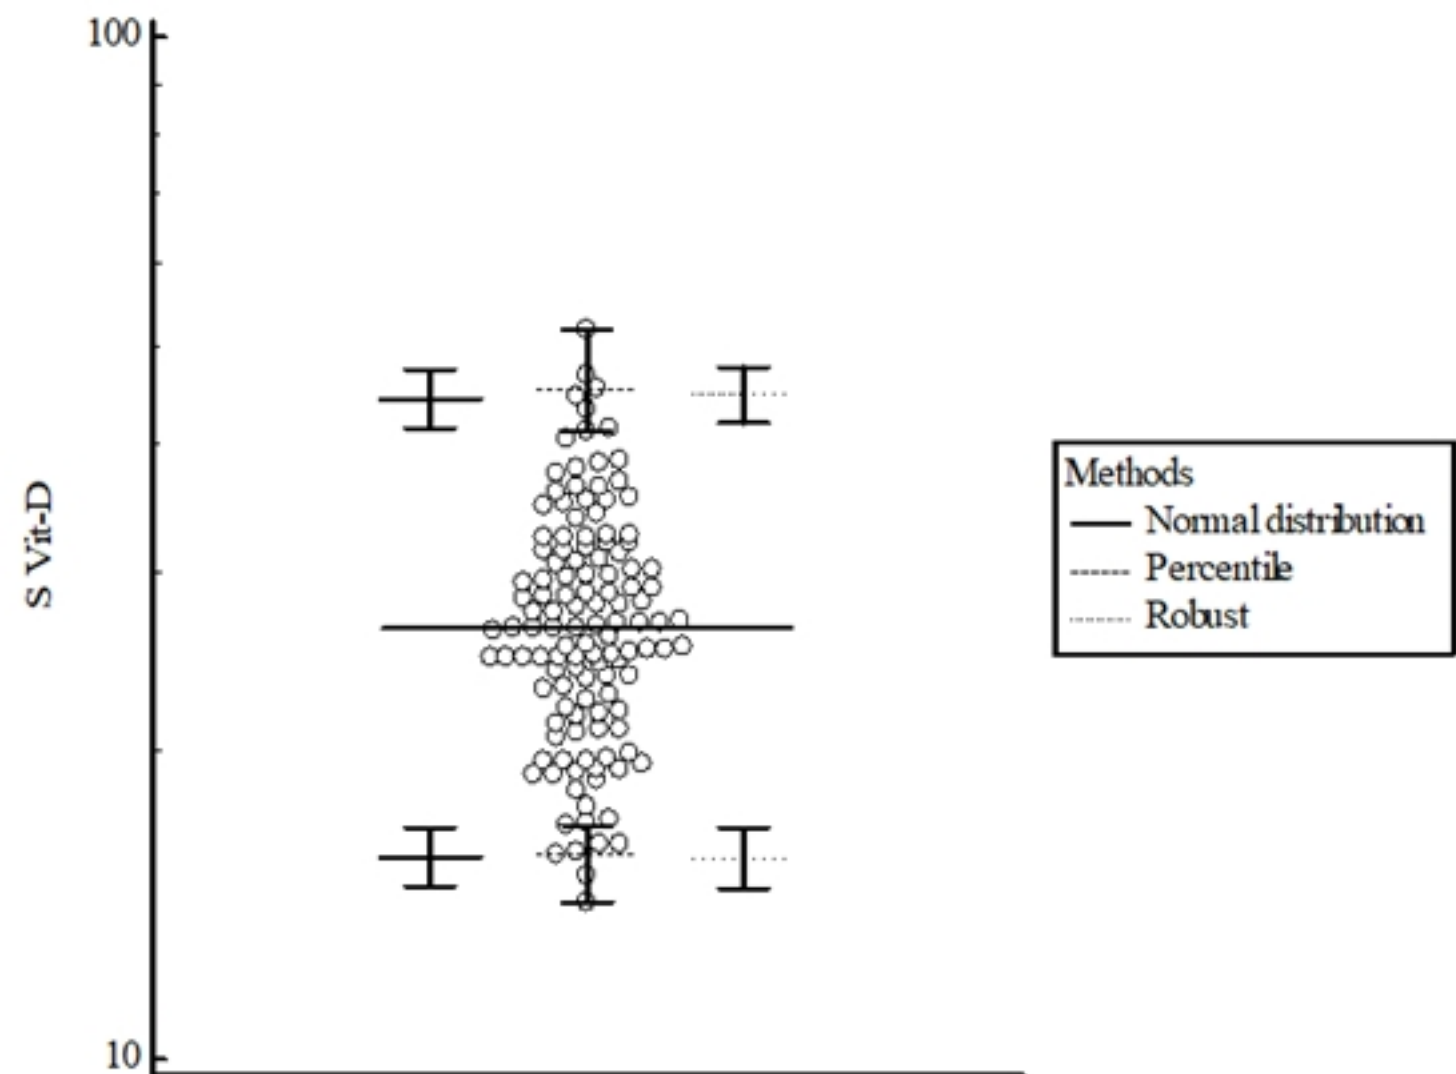 100
S Vit-D
10
Methods
Normal distribution
Percentile
Robust